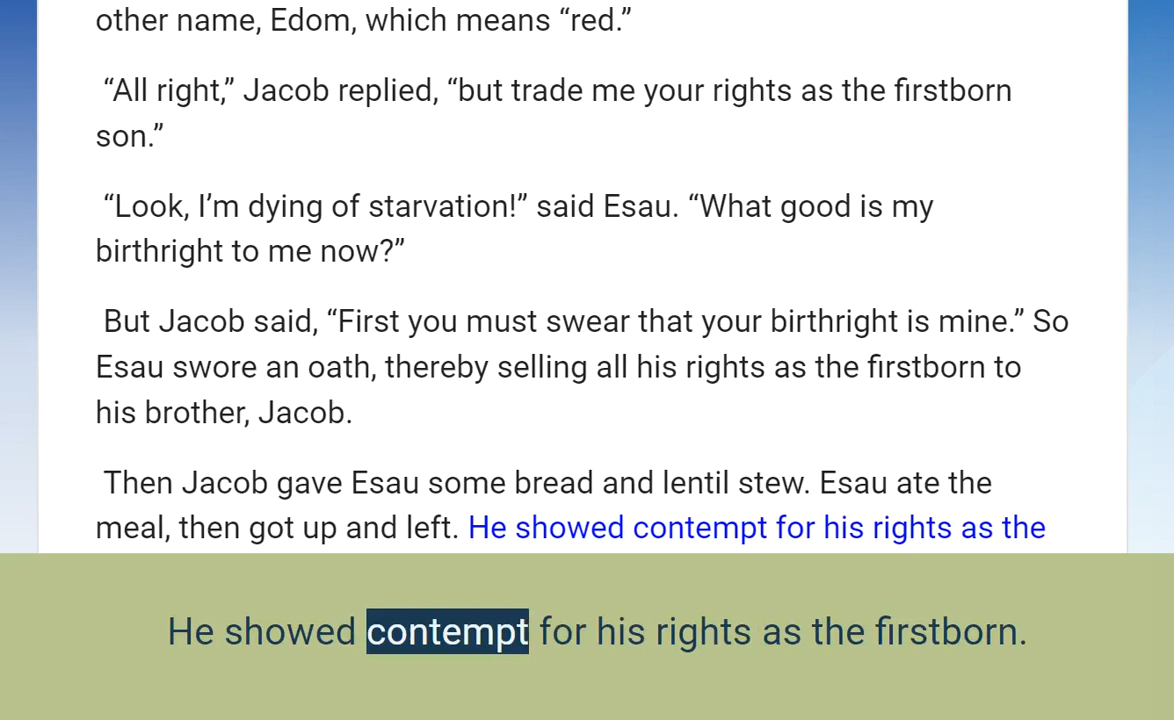 other name, Edom, which means “red.”
“All right,” Jacob replied, “but trade me your rights as the firstborn
son.”
“Look, I’m dying of starvation!” said Esau. “What good is my
birthright to me now?”
But Jacob said, “First you must swear that your birthright is mine.” So
Esau swore an oath, thereby selling all his rights as the firstborn to
his brother, Jacob.
Then Jacob gave Esau some bread and lentil stew. Esau ate the
meal, then got up and left. He showed contempt for his rights as the
He showed contempt for his rights as the firstborn.